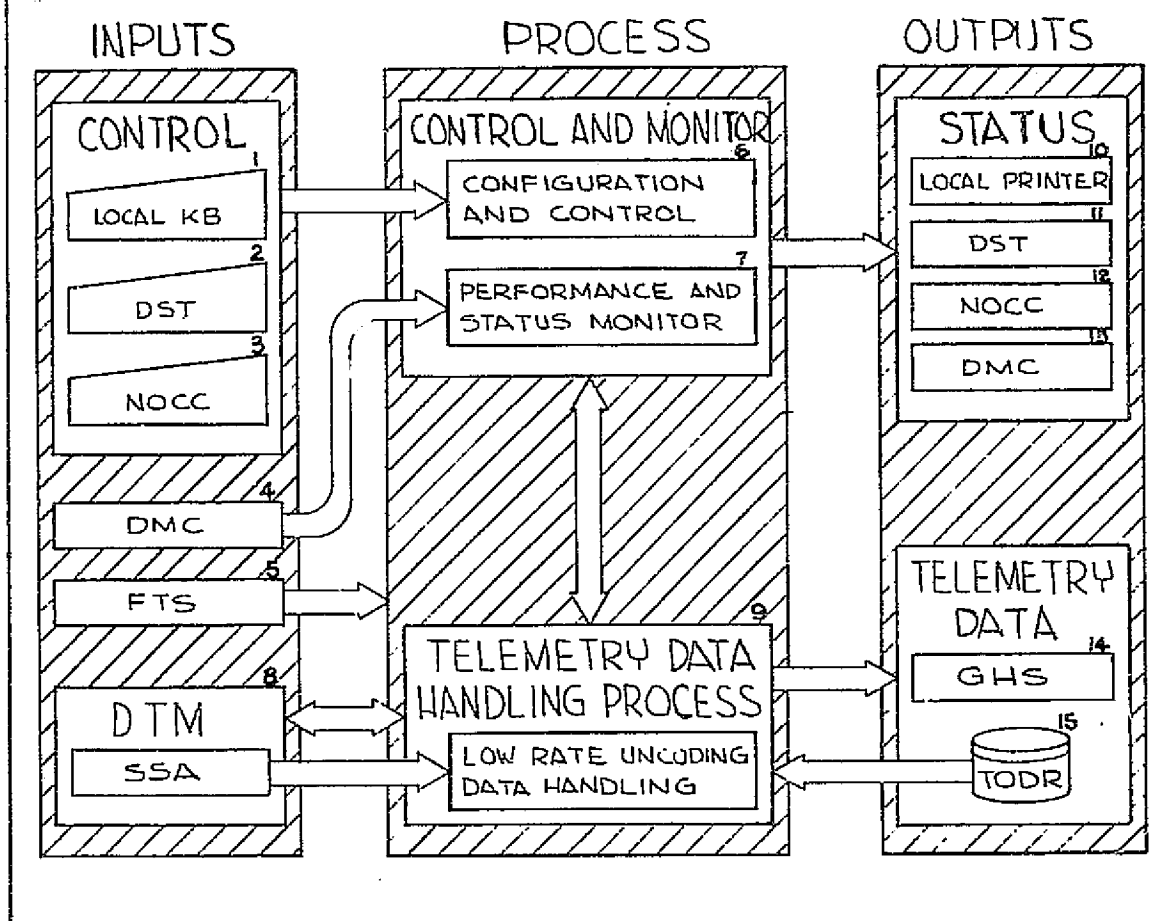 INPUTS
CONTROL
1
LOCAL KB
2
DST
3
NOCC
4
DMC
5
FTS
8
DTM
SSA
PROCESS
CONTROL AND MONITOR
6
CONFIGURATION
AND CONTROL
7
PERFORMANCE AND
STATUS MONITOR
9
TELEMETRY DATA
HANDLING PROCESS
LOW RATE UNCODING
DATA HANDLING
OUTPUTS
STATUS
10
LOCAL PRINTER
11
DST
12
NOCC
13
DMC
TELEMETRY
DATA
14
GHS
15
TODR